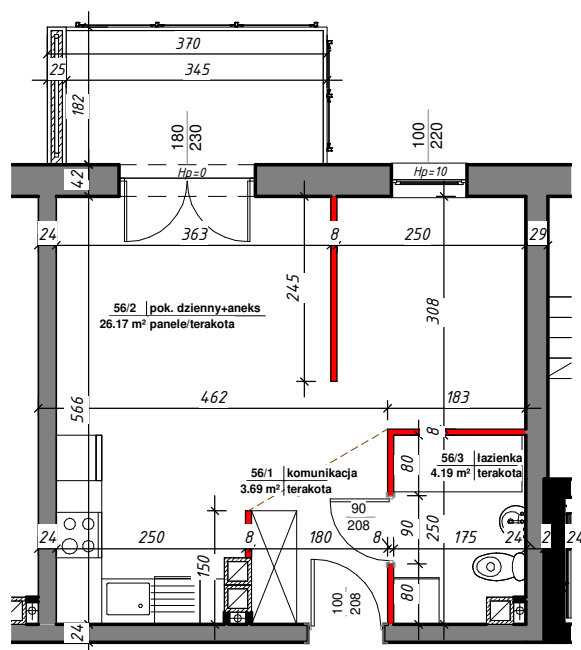 370
25 345
182
180
230
100
220
42
Hp=0
Hp=10
24 363 8 250 29
245
308
56/2 pok. dzienny+aneks
26.17 m² panele/terakota
566
462 183
8
56/1 komunikacja
3.69 m² terakota
80
56/3 łazienka
4.19 m² terakota
90
208
90
250
24 250 8 180 8 175 24 2 24
150
100
208
80
24